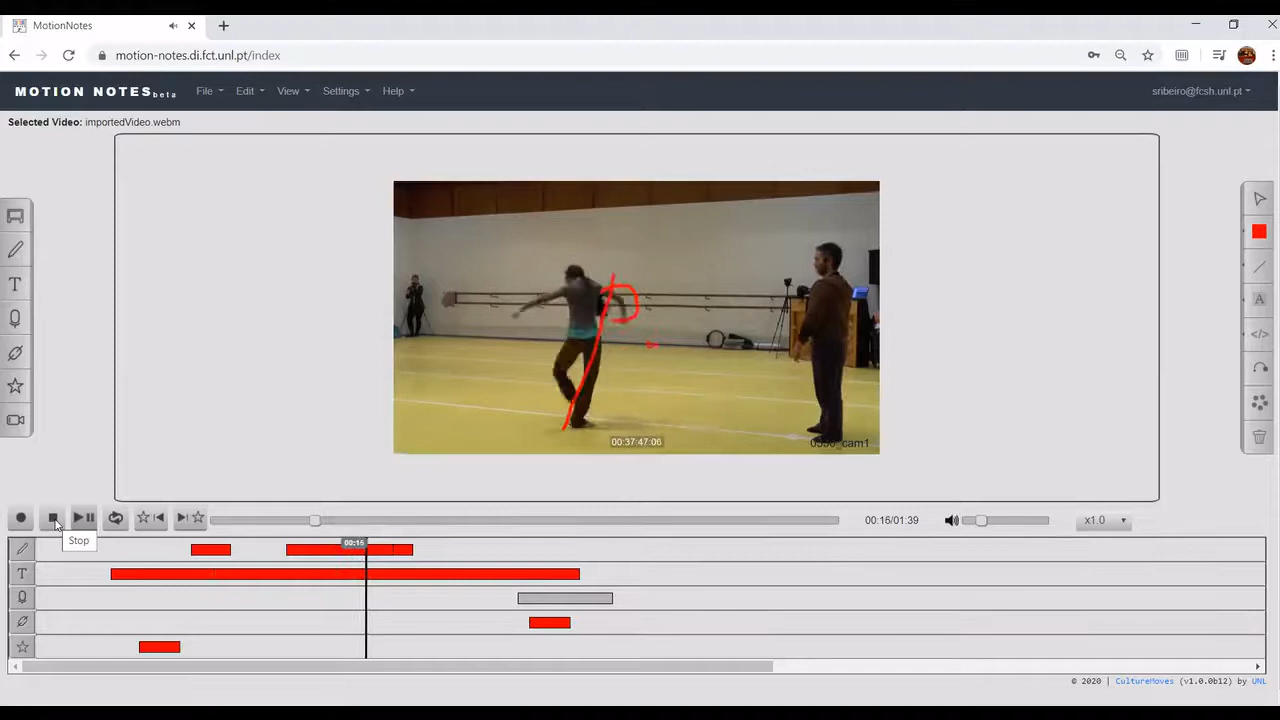 MotionNotes
motion-notes.di.fct.unl.pt/index
MOTION NOTES beta
File Edit View Settings Help
sribeiro@fcsh.unl.pt
Selected Video: importedVideo.webm
T
A
</>
00:37:47:06
cam1
00:16/01:39
x1.0
Stop
00:16
T
© 2020 | CultureMoves (v1.0.0b12) by UNL